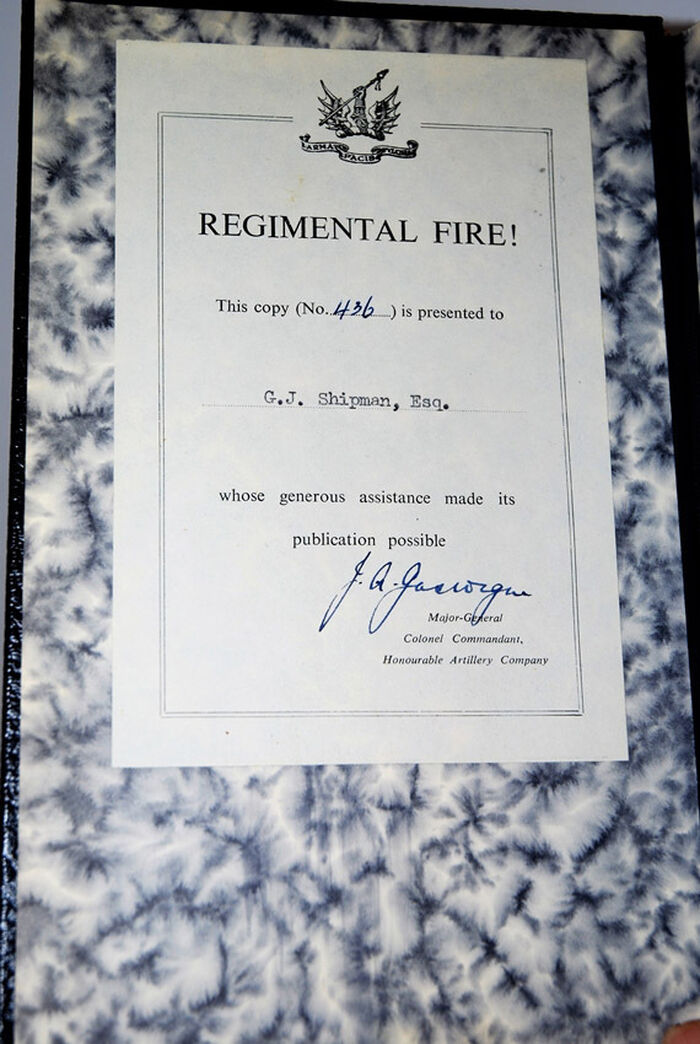 ARMA PACIS
REGIMENTAL FIRE!
This copy (No. 436 ) is presented to
G.J. Shipman, Esq.
whose generous assistance made its
publication possible
J. A. Gascoigne
Major-General
Colonel Commandant,
Honourable Artillery Company